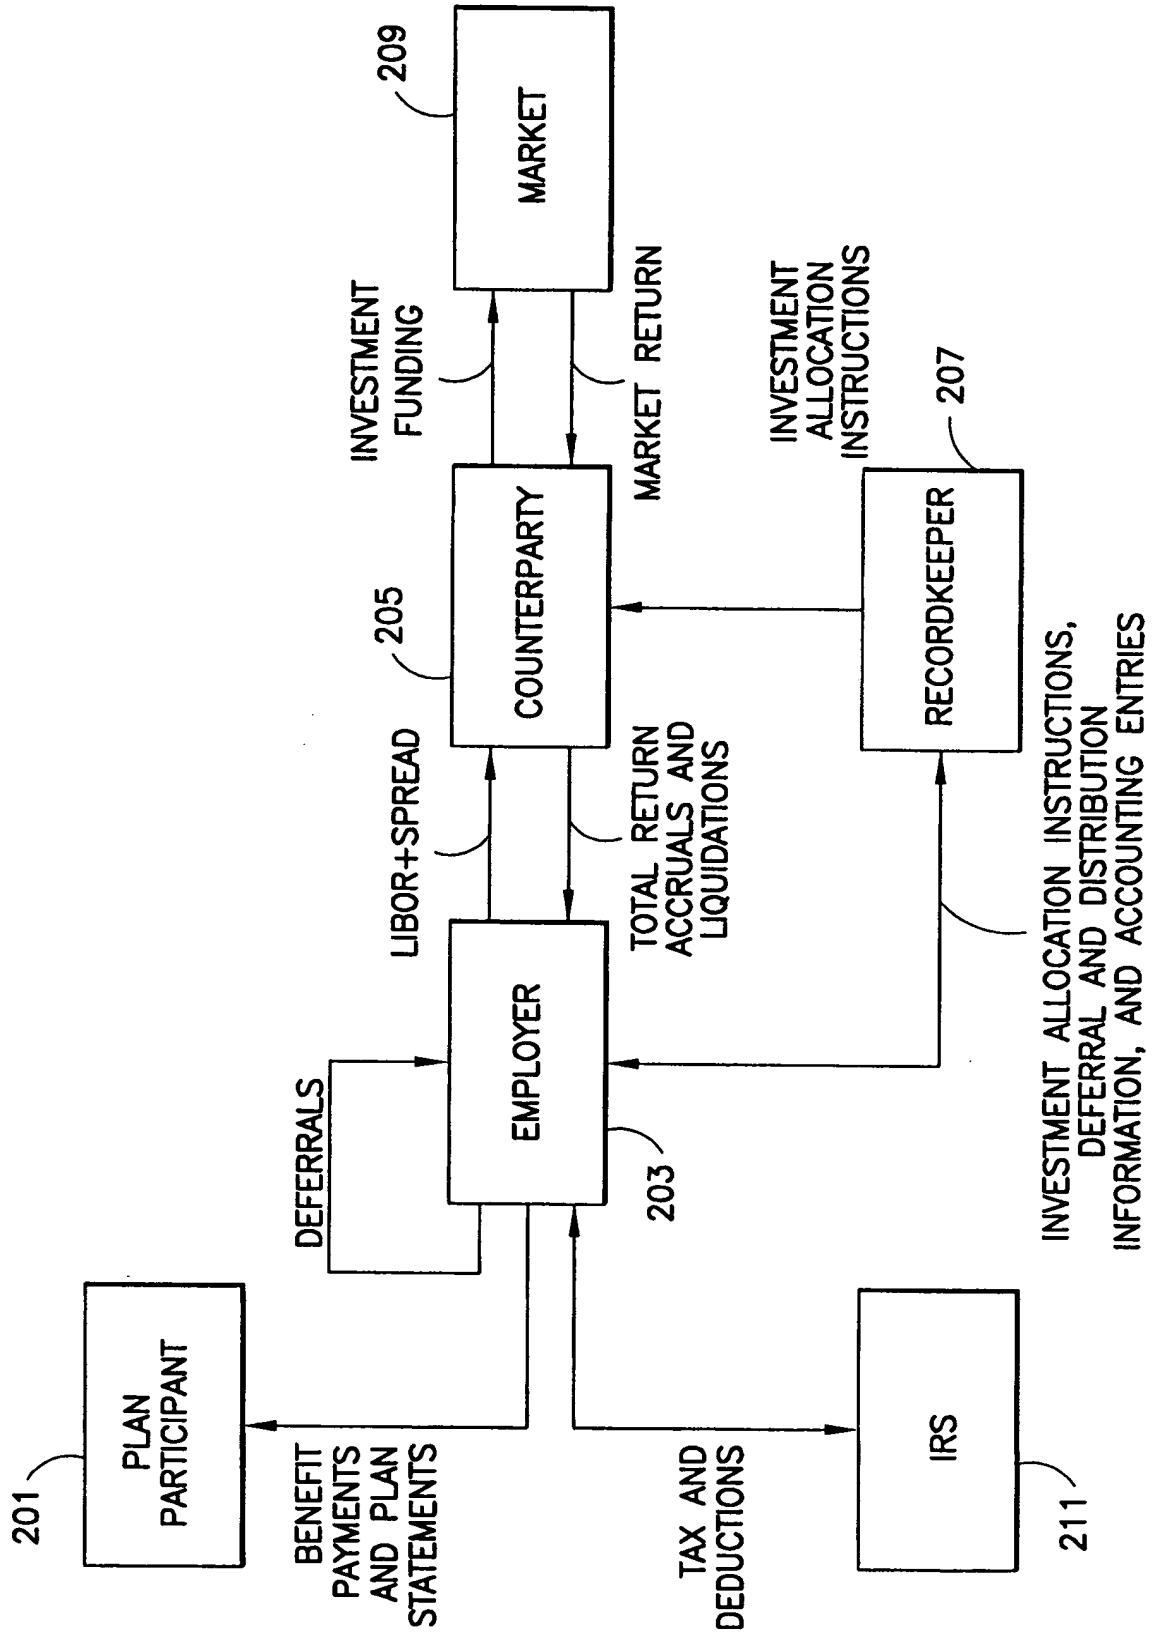 201
PLAN
PARTICIPANT
BENEFIT
PAYMENTS
AND PLAN
STATEMENTS
DEFERRALS
EMPLOYER
203
TAX AND
DEDUCTIONS
IRS
211
LIBOR+SPREAD
TOTAL RETURN
ACCRUALS AND
LIQUIDATIONS
205
COUNTERPARTY
INVESTMENT
FUNDING
MARKET RETURN
209
MARKET
INVESTMENT
ALLOCATION
INSTRUCTIONS
207
RECORDKEEPER
INVESTMENT ALLOCATION INSTRUCTIONS,
DEFERRAL AND DISTRIBUTION
INFORMATION, AND ACCOUNTING ENTRIES